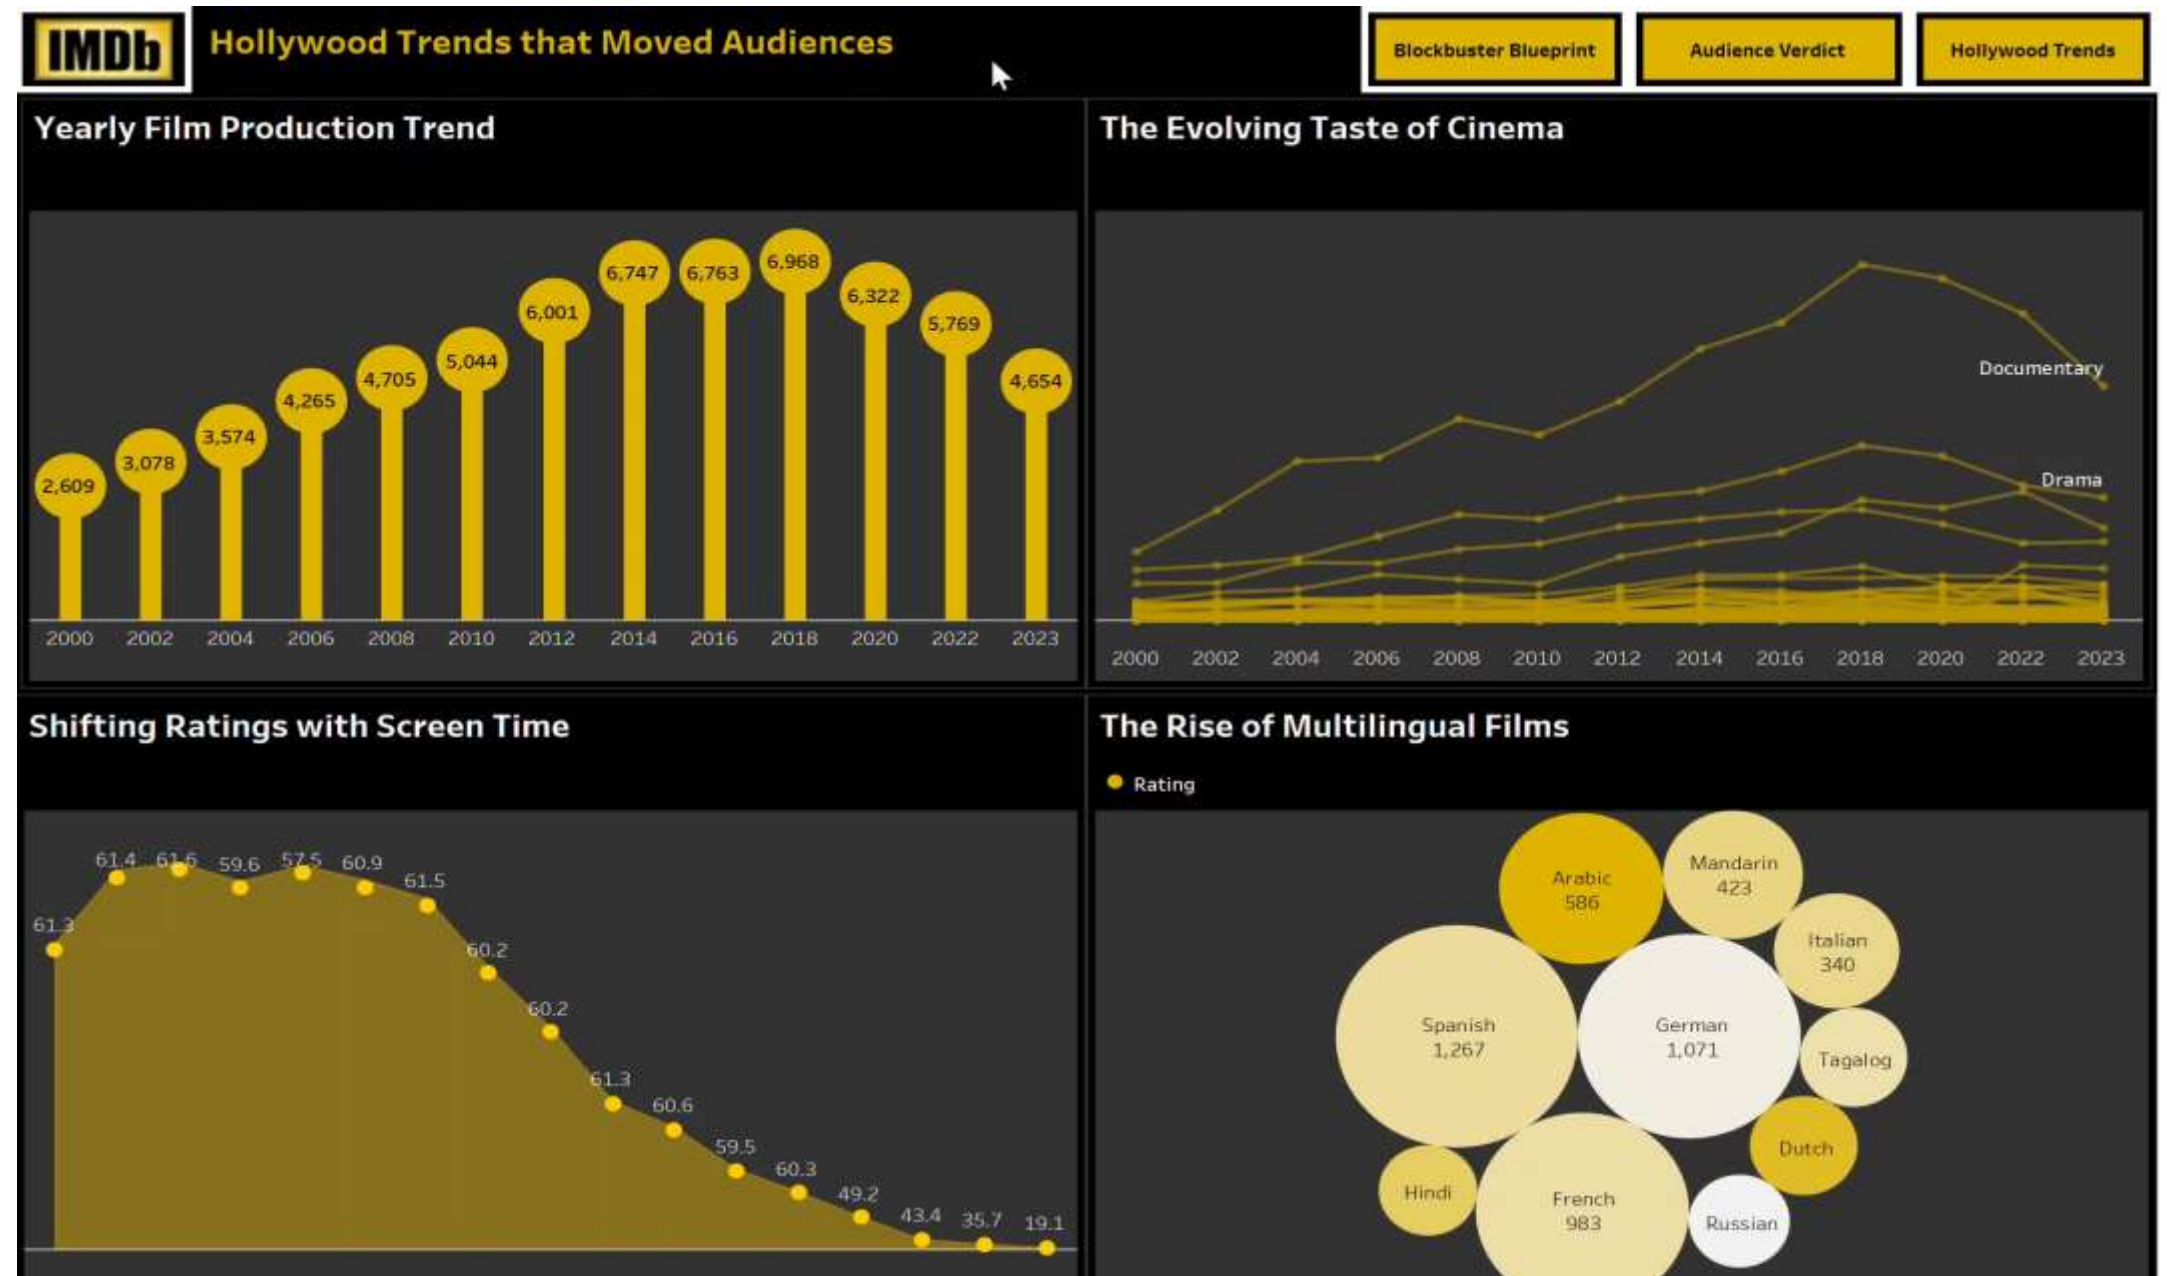 IMDb
Hollywood Trends that Moved Audiences
Blockbuster Blueprint
Audience Verdict
Hollywood Trends
Yearly Film Production Trend
2,609
3,078
3,574
4,265
4,705
5,044
6,001
6,747
6,763
6,968
6,322
5,769
4,654
2000 2002 2004 2006 2008 2010 2012 2014 2016 2018 2020 2022 2023
The Evolving Taste of Cinema
Documentary
Drama
2000 2002 2004 2006 2008 2010 2012 2014 2016 2018 2020 2022 2023
Shifting Ratings with Screen Time
61.3
61.4
61.6
59.6
57.5
60.9
61.5
60.2
60.2
61.3
60.6
59.5
60.3
49.2
43.4
35.7
19.1
The Rise of Multilingual Films
Rating
Arabic
586
Mandarin
423
Italian
340
Spanish
1,267
German
1,071
Tagalog
Dutch
Hindi
French
983
Russian